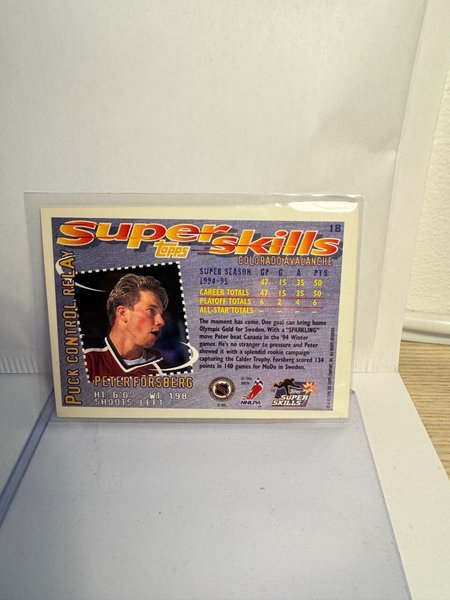 18
Super Skills
Topps
COLORADO AVALANCHE
PUCK CONTROL RELAY
SUPER SEASON GP G A PTS
1994-95 47 15 35 50
CAREER TOTALS 47 15 35 50
PLAYOFF TOTALS 6 2 4 6
ALL-STAR TOTALS - - - -
The moment has come. One goal can bring home
Olympic Gold for Sweden. With a "SPARKLING"
move Peter beat Canada in the '94 Winter
games. He's no stranger to pressure and Peter
showed it with a splendid rookie campaign
capturing the Calder Trophy. Forsberg scored 134
points in 140 games for MoDo in Sweden.
PETER FORSBERG
HT: 6'0" WT: 198
SHOOTS: LEFT
NHLPA
SUPER
SKILLS